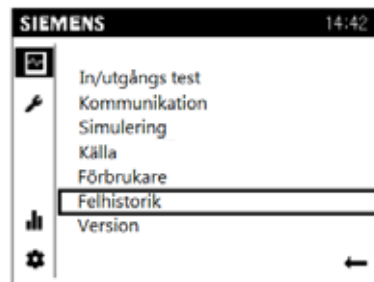 SIEMENS 14:42
In/utgångs test
Kommunikation
Simulering
Källa
Förbrukare
Felhistorik
Version